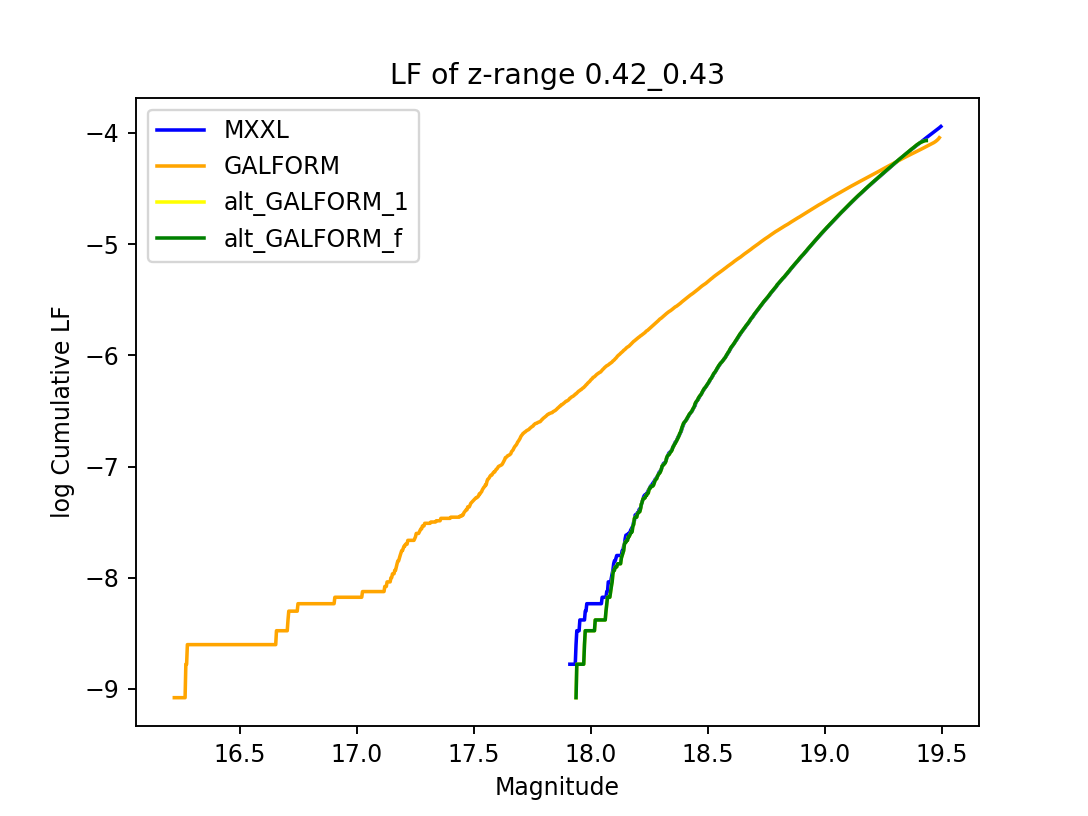 LF of z-range 0.42_0.43
MXXL
GALFORM
alt_GALFORM_1
alt_GALFORM_f
log Cumulative LF
−4
−5
−6
−7
−8
−9
16.5 17.0 17.5 18.0 18.5 19.0 19.5
Magnitude